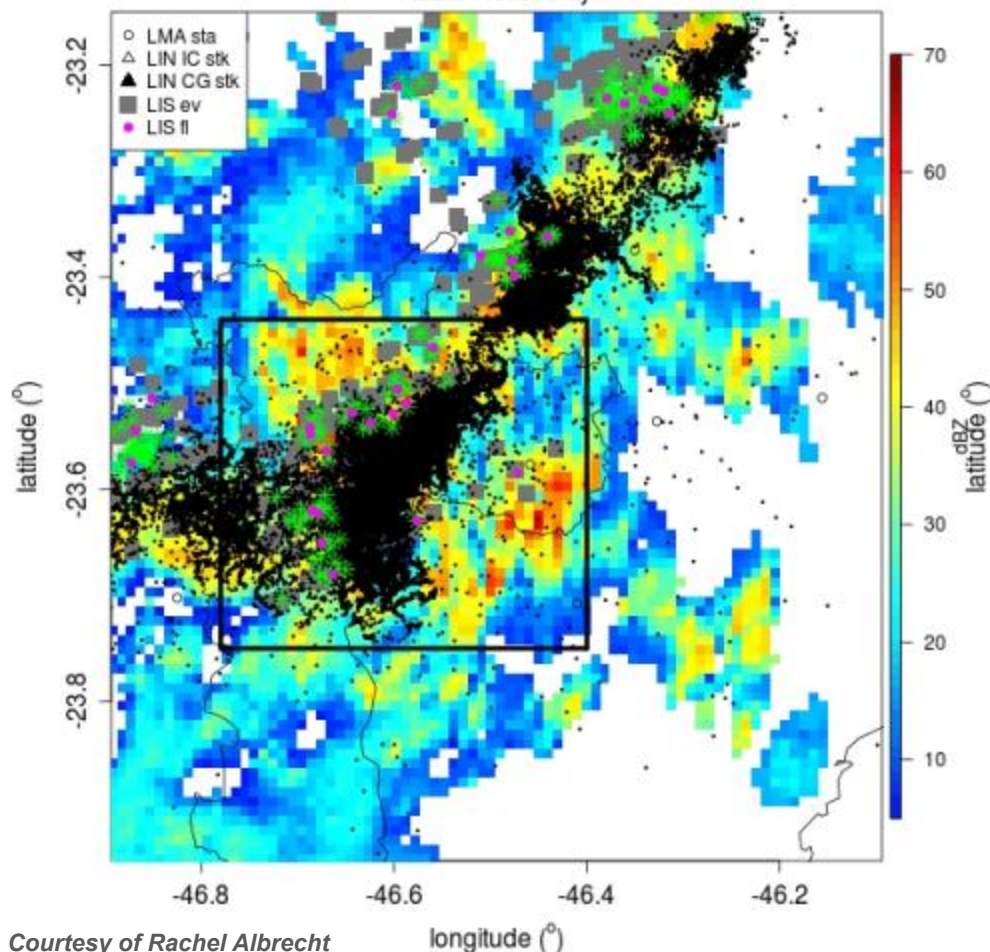 LMA sta
LIN IC stk
LIN CG stk
LIS ev
LIS fl
-23.2
-23.4
-23.6
-23.8
latitude (°)
-46.8
-46.6
-46.4
-46.2
longitude (°)
70
60
50
40
30
20
10
dBZ
latitude (°)
Courtesy of Rachel Albrecht